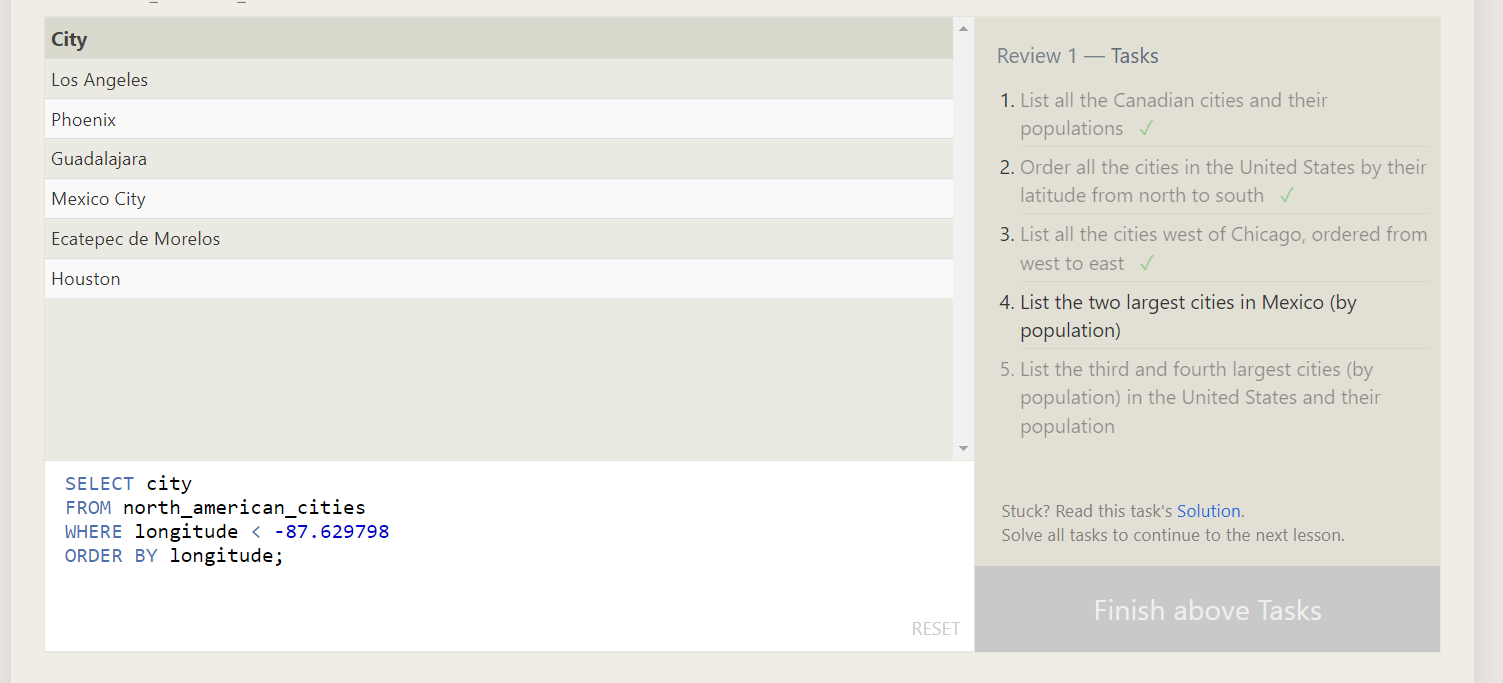 City
Los Angeles
Phoenix
Guadalajara
Mexico City
Ecatepec de Morelos
Houston
SELECT city
FROM north_american_cities
WHERE longitude < -87.629798
ORDER BY longitude;
RESET
Review 1 — Tasks
1. List all the Canadian cities and their
populations ✓
2. Order all the cities in the United States by their
latitude from north to south ✓
3. List all the cities west of Chicago, ordered from
west to east ✓
4. List the two largest cities in Mexico (by
population)
5. List the third and fourth largest cities (by
population) in the United States and their
population
Stuck? Read this task's Solution.
Solve all tasks to continue to the next lesson.
Finish above Tasks